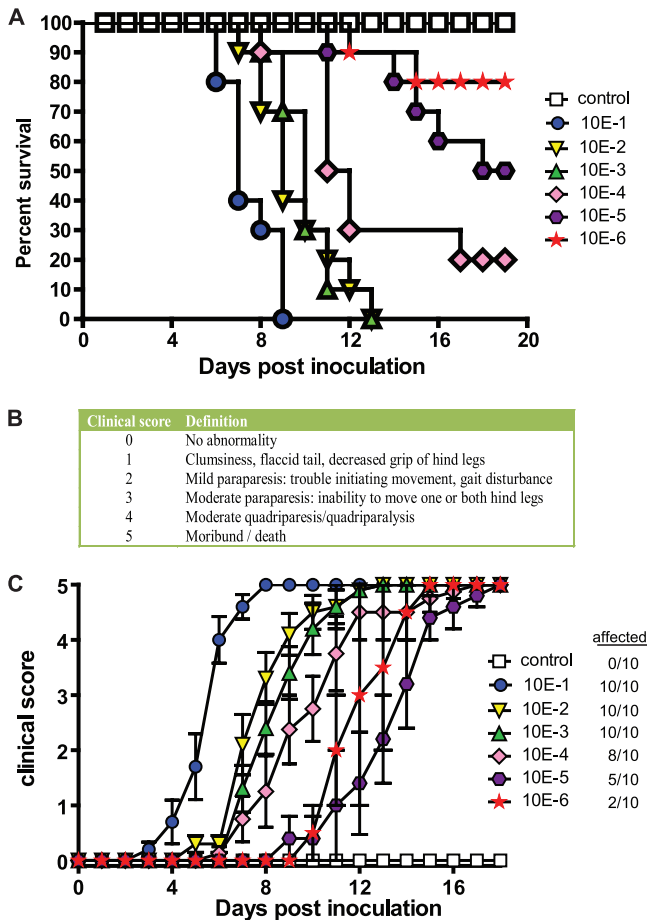 A
100
90
80
70
60
50
40
30
20
10
0
Percent survival
0 4 8 12 16 20
Days post inoculation
control
10E-1
10E-2
10E-3
10E-4
10E-5
10E-6
B
Clinical score Definition
0 No abnormality
1 Clumsiness, flaccid tail, decreased grip of hind legs
2 Mild paraparesis: trouble initiating movement, gait disturbance
3 Moderate paraparesis: inability to move one or both hind legs
4 Moderate quadriparesis/quadriparalysis
5 Moribund / death
C
5
4
3
2
1
0
clinical score
0 4 8 12 16
Days post inoculation
affected
control 0/10
10E-1 10/10
10E-2 10/10
10E-3 10/10
10E-4 8/10
10E-5 5/10
10E-6 2/10